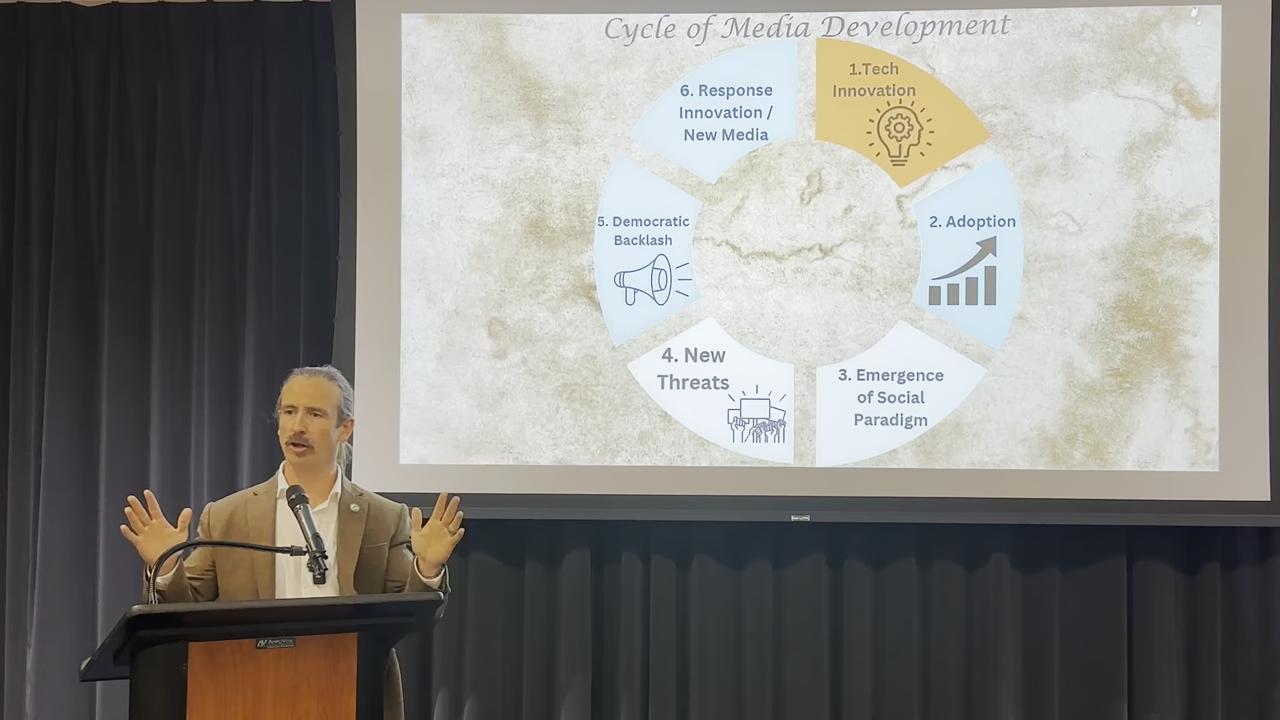 Cycle of Media Development
1.Tech
Innovation
2. Adoption
3. Emergence
of Social
Paradigm
4. New
Threats
5. Democratic
Backlash
6. Response
Innovation /
New Media